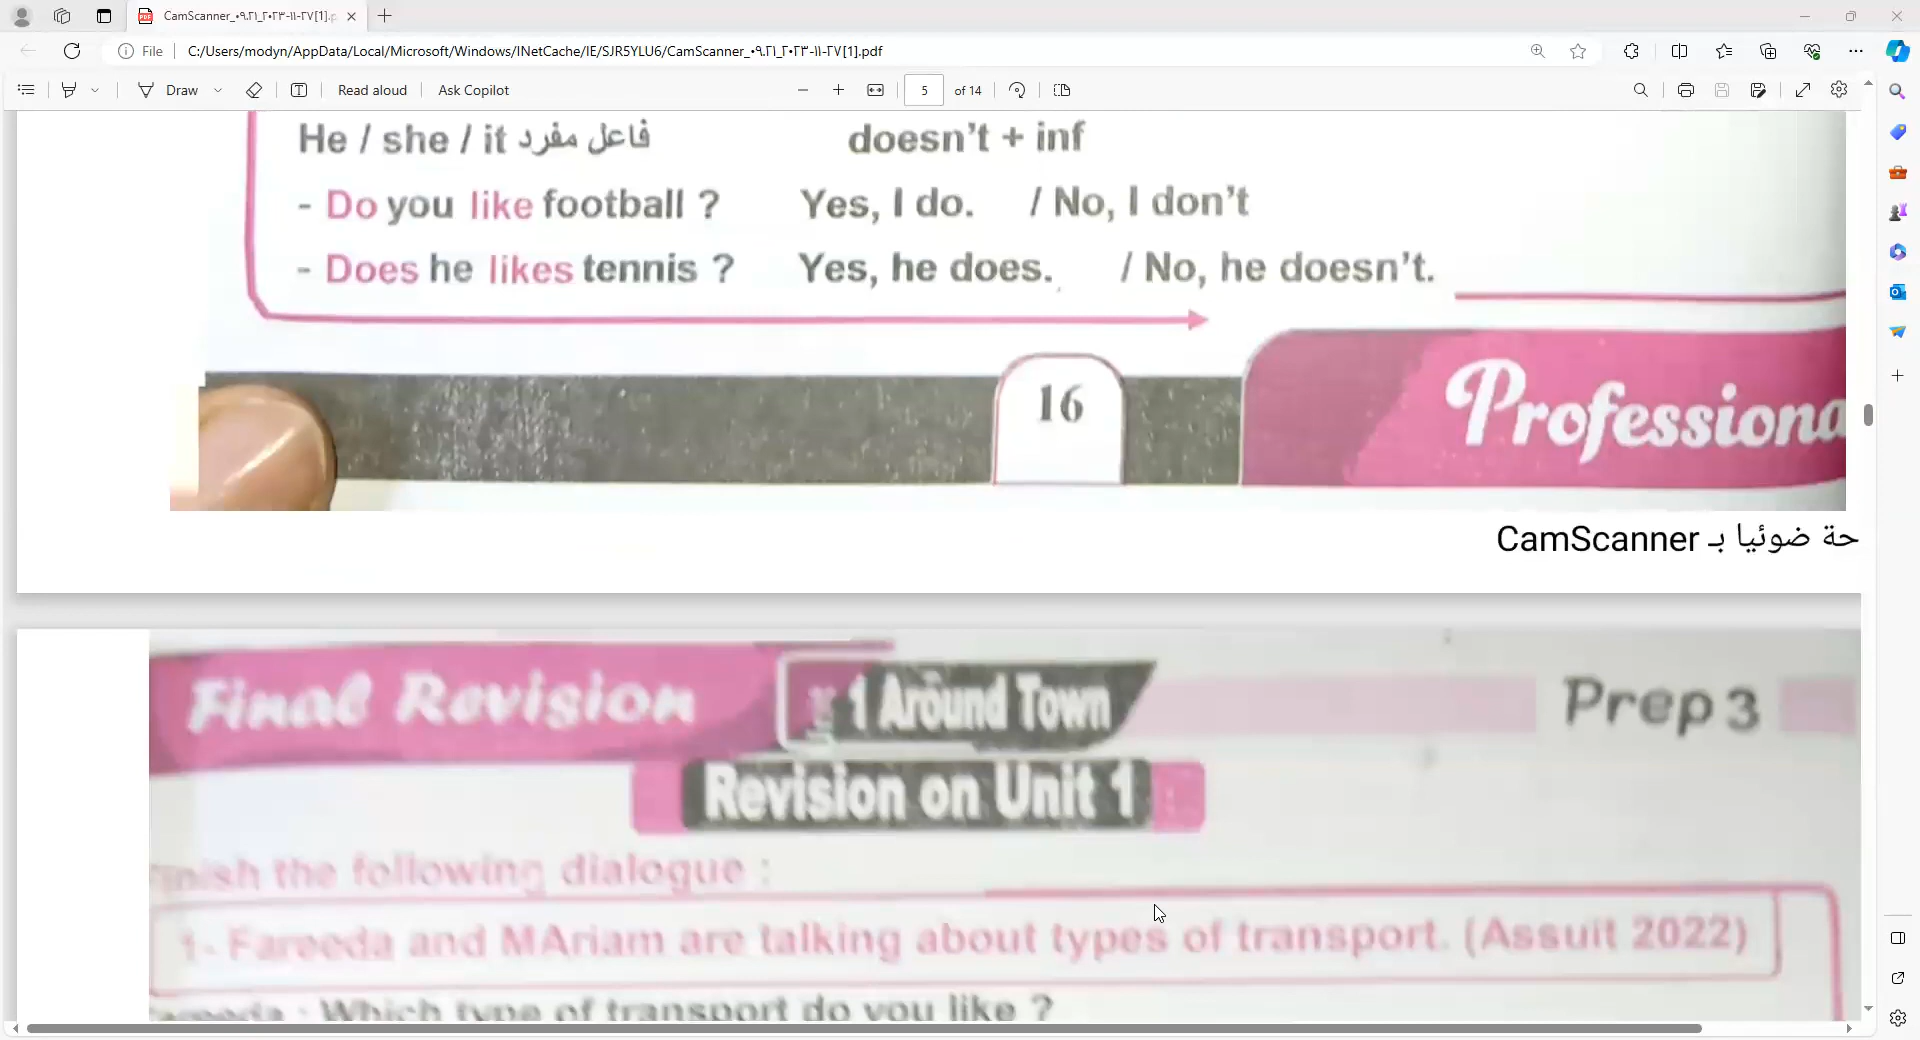 CamScanner_٠٩.٢١_٢٠٢٣-١١-٢٧[1].p
File
C:/Users/modyn/AppData/Local/Microsoft/Windows/INetCache/IE/SJR5YLU6/CamScanner_٠٩.٢١_٢٠٢٣-١١-٢٧[1].pdf
Draw
Read aloud
Ask Copilot
5 of 14
He / she / it فاعل مفرد doesn't + inf
- Do you like football ? Yes, I do. / No, I don't
- Does he likes tennis ? Yes, he does. / No, he doesn't.
16
Professiona
حة ضوئيا بـ CamScanner
Final Revision
1 Around Town
Prep 3
Revision on Unit 1
nish the following dialogue :
1- Fareeda and MAriam are talking about types of transport. (Assuit 2022)
: Which type of transport do you like ?